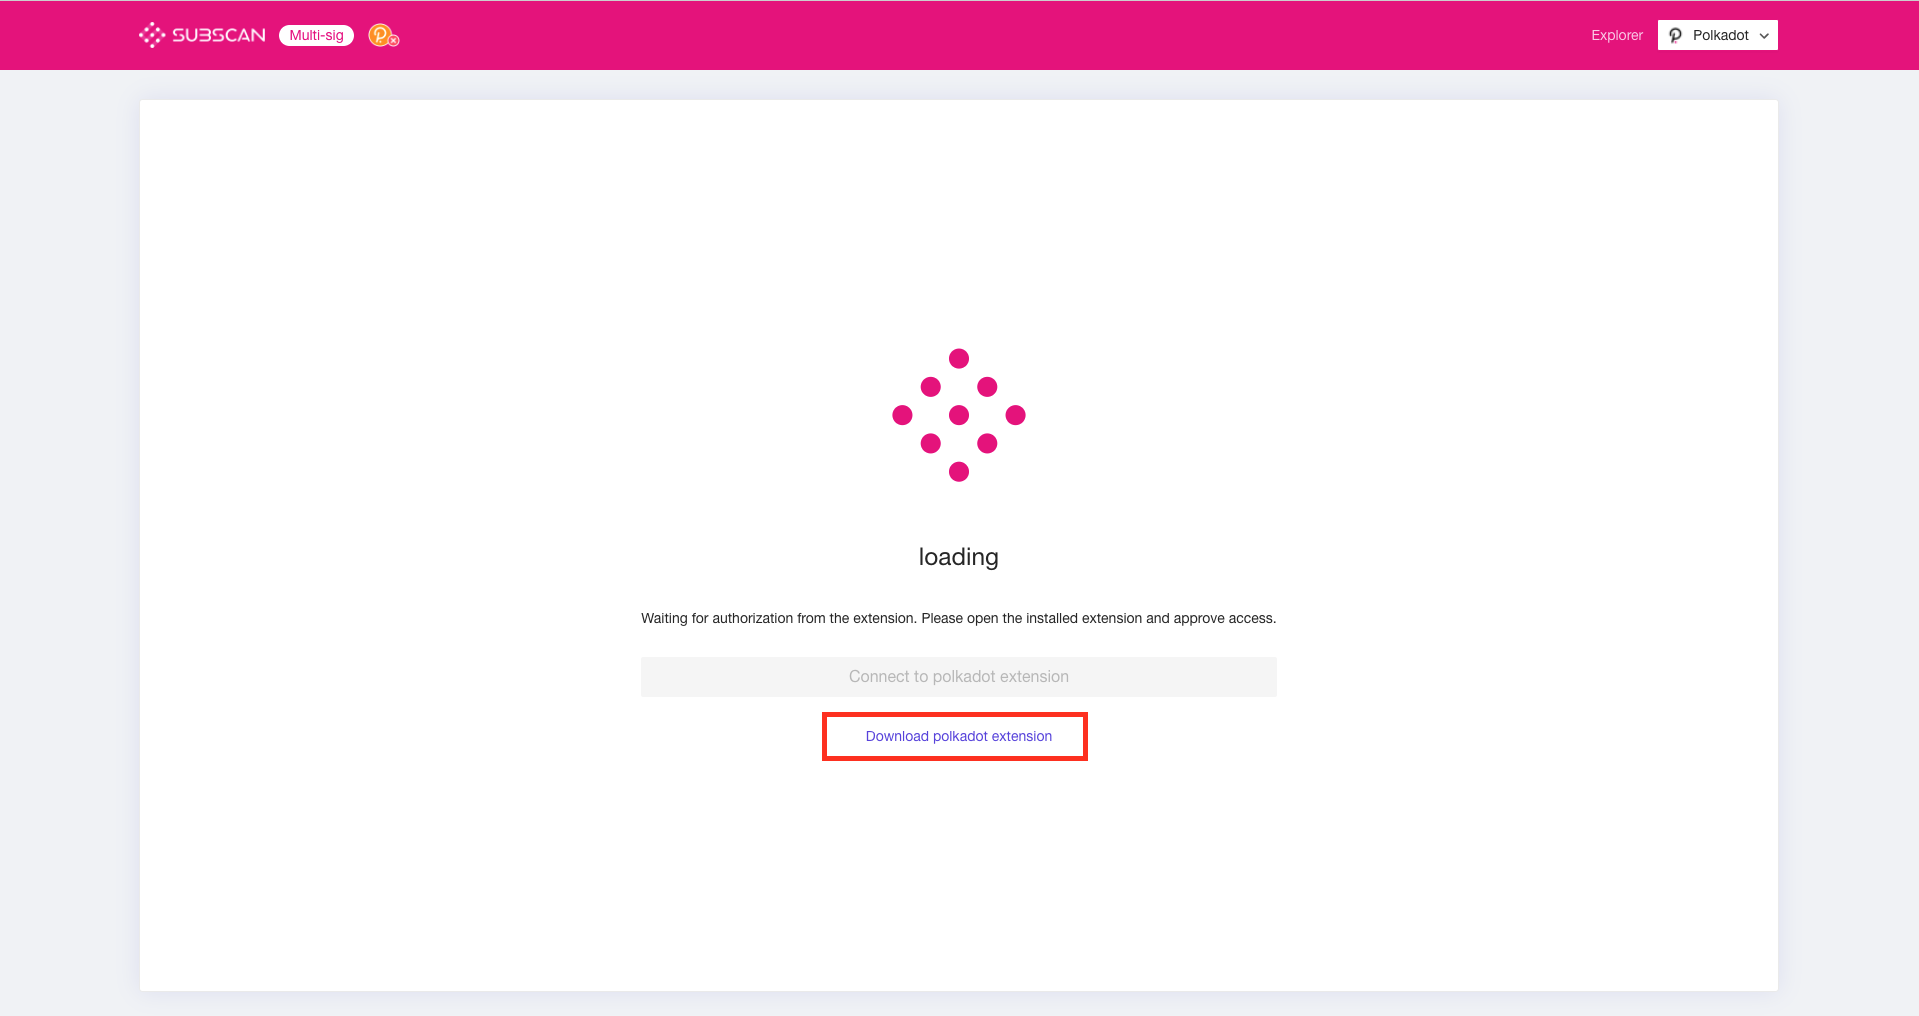 SUBSCAN Multi-sig Explorer Polkadot
loading
Waiting for authorization from the extension. Please open the installed extension and approve access.
Connect to polkadot extension
Download polkadot extension